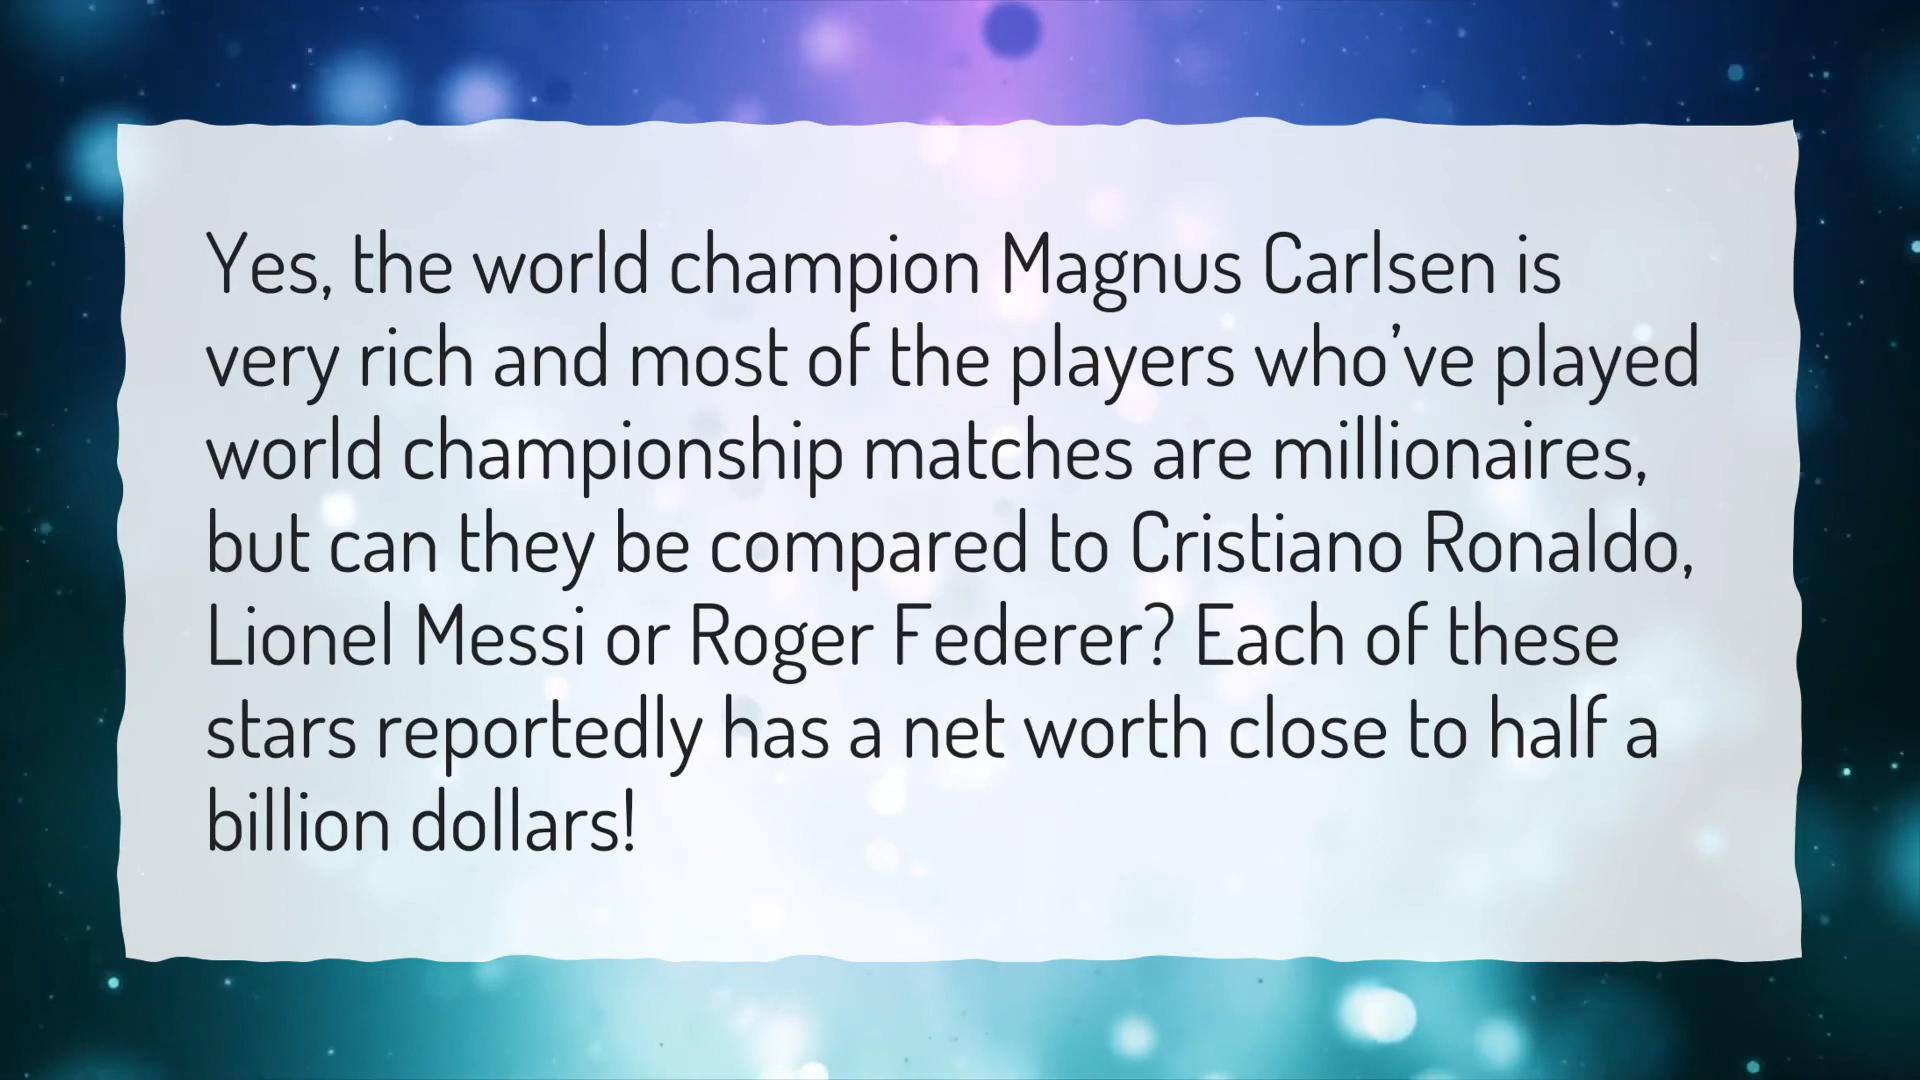 Yes, the world champion Magnus Carlsen is
very rich and most of the players who’ve played
world championship matches are millionaires,
but can they be compared to Cristiano Ronaldo,
Lionel Messi or Roger Federer? Each of these
stars reportedly has a net worth close to half a
billion dollars!